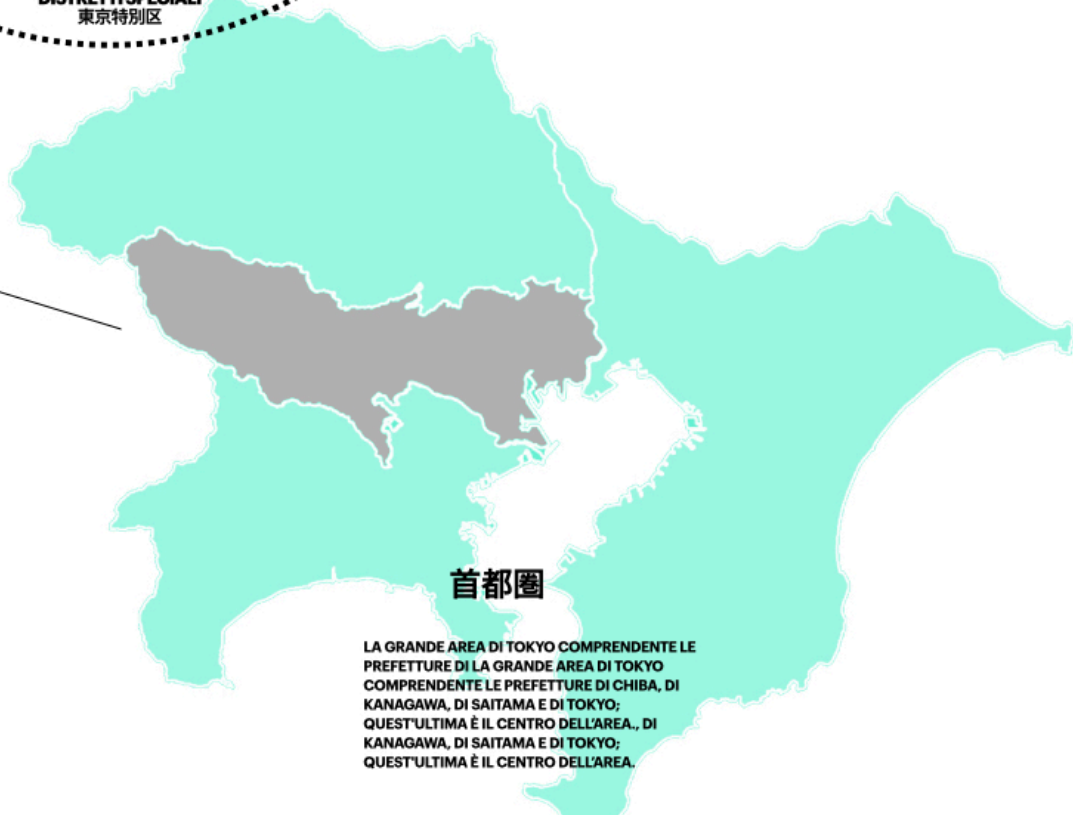 DISTRETTI SPECIALI
東京特別区
首都圏
LA GRANDE AREA DI TOKYO COMPRENDENTE LE
PREFETTURE DI LA GRANDE AREA DI TOKYO
COMPRENDENTE LE PREFETTURE DI CHIBA, DI
KANAGAWA, DI SAITAMA E DI TOKYO;
QUEST'ULTIMA È IL CENTRO DELL'AREA., DI
KANAGAWA, DI SAITAMA E DI TOKYO;
QUEST'ULTIMA È IL CENTRO DELL'AREA.